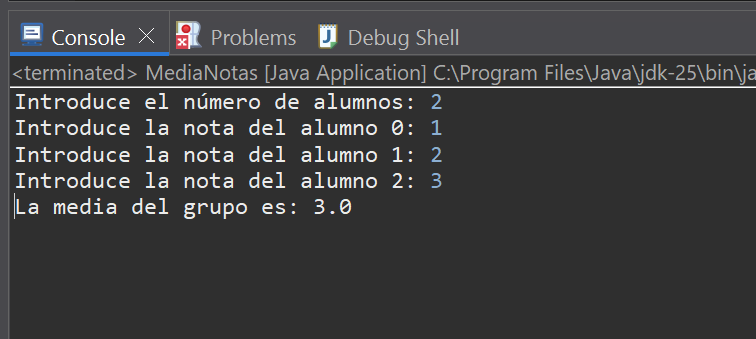 Console Problems Debug Shell
<terminated> MediaNotas [Java Application] C:\Program Files\Java\jdk-25\bin\ja
Introduce el número de alumnos: 2
Introduce la nota del alumno 0: 1
Introduce la nota del alumno 1: 2
Introduce la nota del alumno 2: 3
La media del grupo es: 3.0